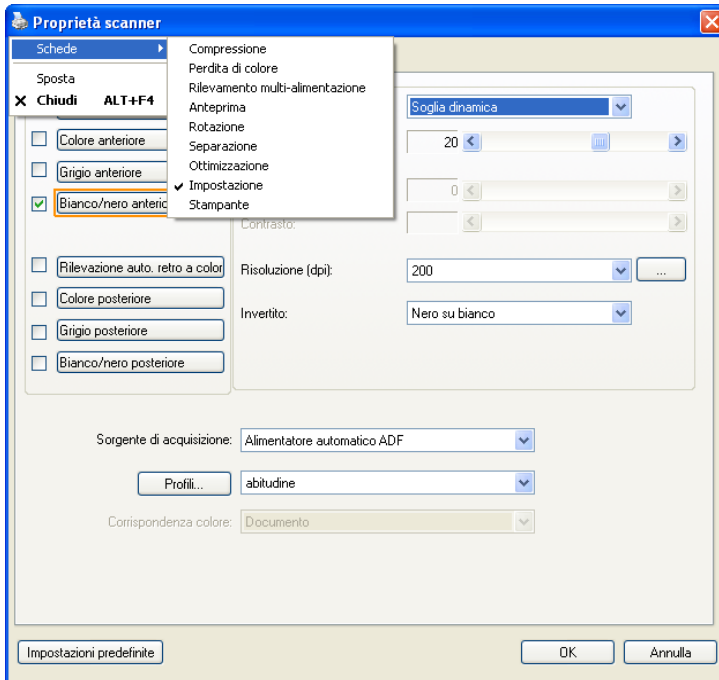 Proprietà scanner
Schede
Sposta
Chiudi ALT+F4
Compressione
Perdita di colore
Rilevamento multi-alimentazione
Anteprima
Rotazione
Separazione
Ottimizzazione
Impostazione
Stampante
Soglia dinamica
Colore anteriore
20
Grigio anteriore
Bianco/nero anterio
0
Contrasto:
Rilevazione auto. retro a color
Risoluzione (dpi): 200 ...
Colore posteriore
Invertito: Nero su bianco
Grigio posteriore
Bianco/nero posteriore
Sorgente di acquisizione: Alimentatore automatico ADF
Profili... abitudine
Corrispondenza colore: Documento
Impostazioni predefinite OK Annulla